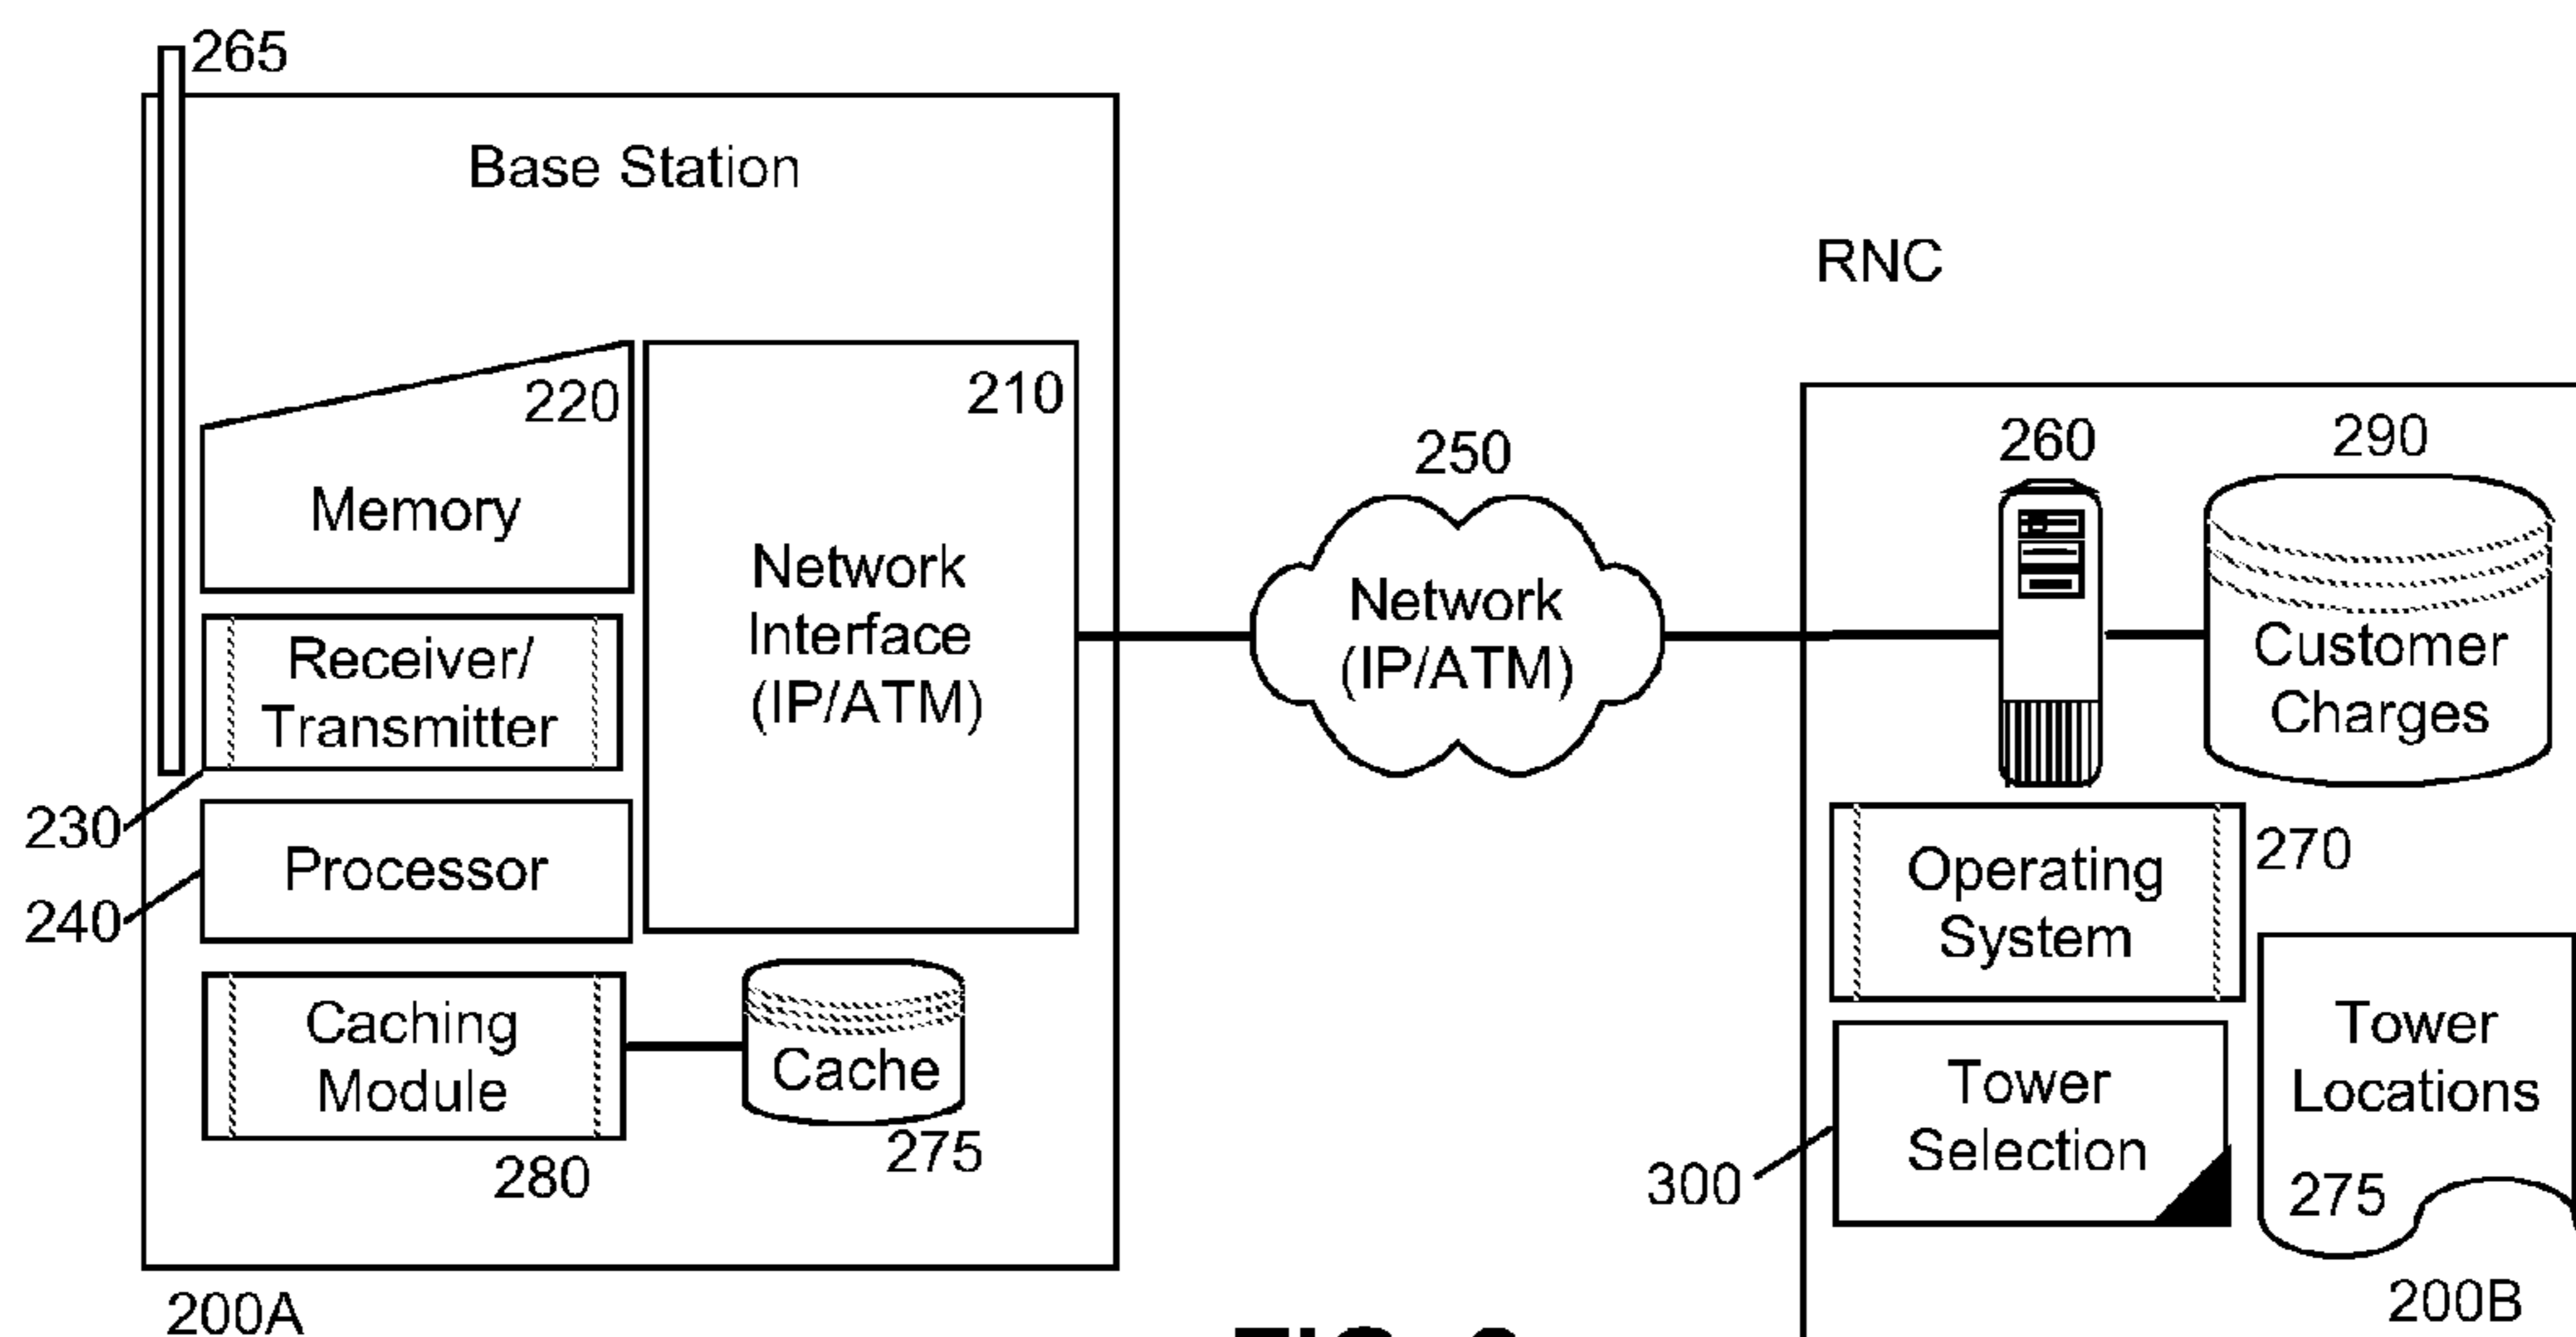 265
Base Station
220
Memory
210
Network
Interface
(IP/ATM)
Receiver/
Transmitter
230
Processor
240
Caching
Module
280
Cache
275
200A
250
Network
(IP/ATM)
RNC
260
290
Customer
Charges
Operating
System
270
Tower
Selection
300
Tower
Locations
275
200B